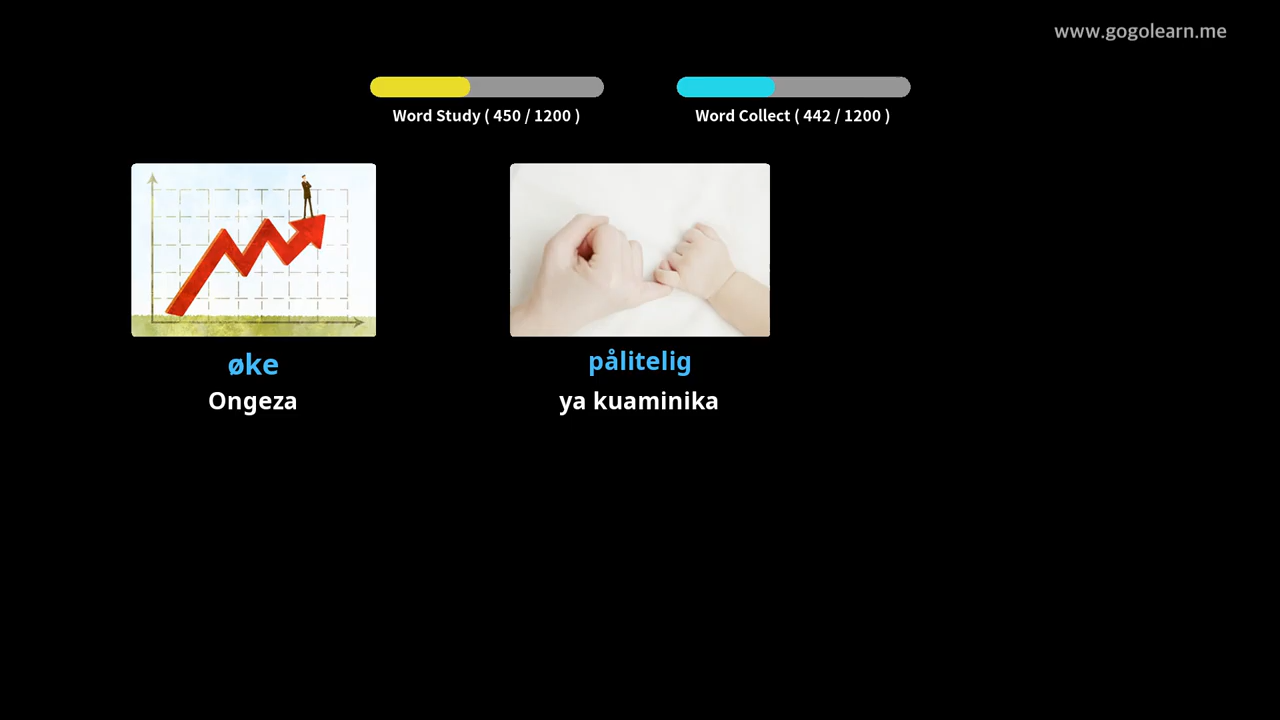 www.gogolearn.me
Word Study ( 450 / 1200 )
Word Collect ( 442 / 1200 )
øke
Ongeza
pålitelig
ya kuaminika